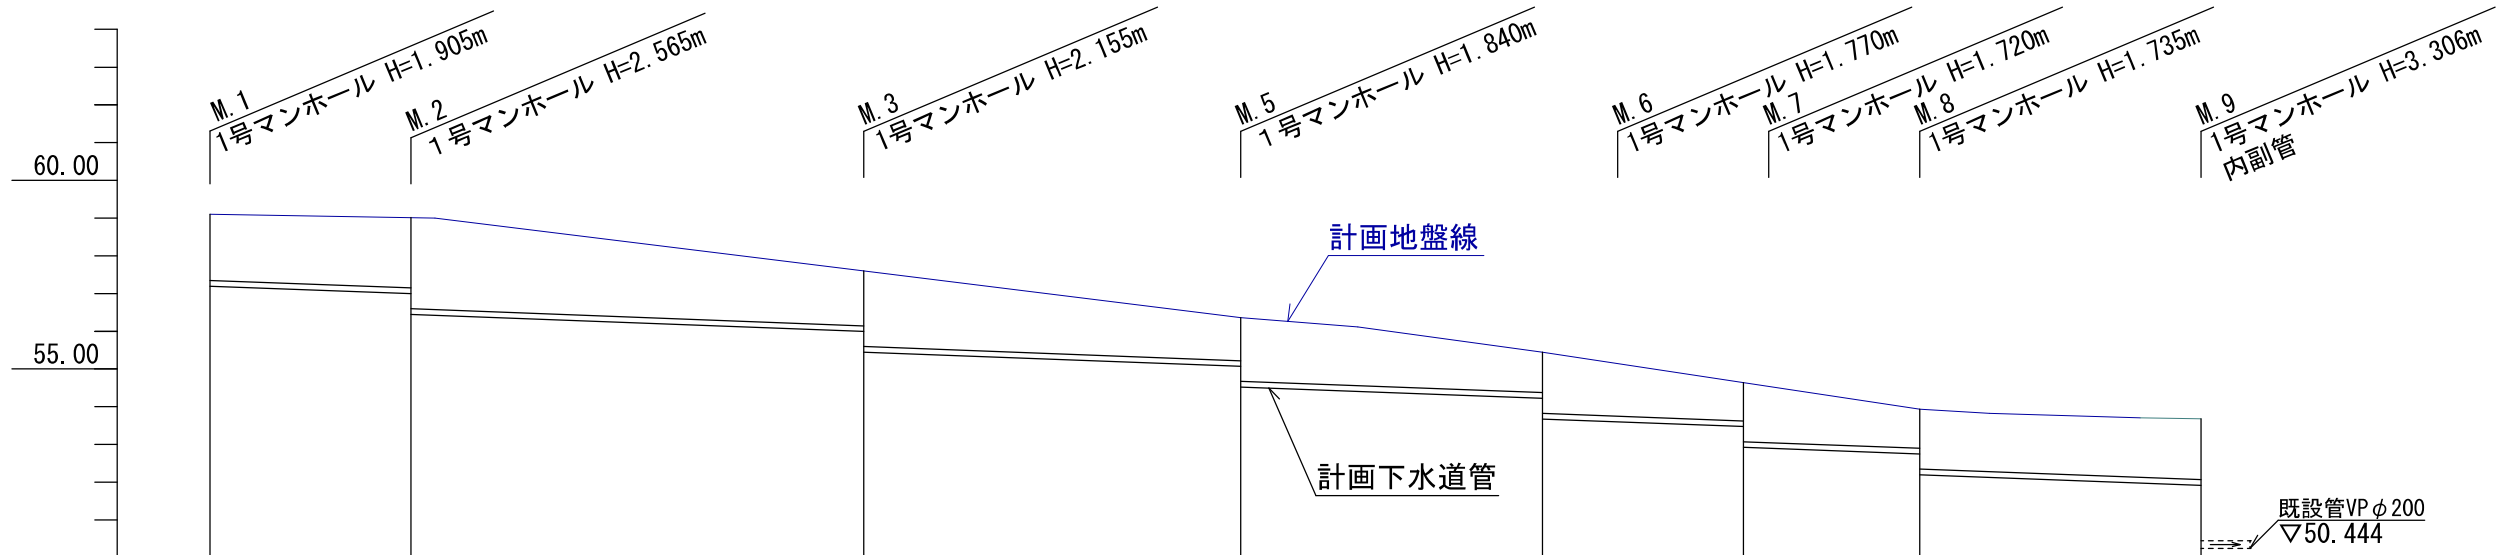 M.1
1号マンホール H=1.905m
M.2
1号マンホール H=2.565m
M.3
1号マンホール H=2.155m
M.5
1号マンホール H=1.840m
M.6
1号マンホール H=1.770m
M.7
1号マンホール H=1.720m
M.8
1号マンホール H=1.735m
M.9
1号マンホール H=3.306m
内副管
60.00
計画地盤線
55.00
計画下水道管
既設管VPφ200
▽50.444